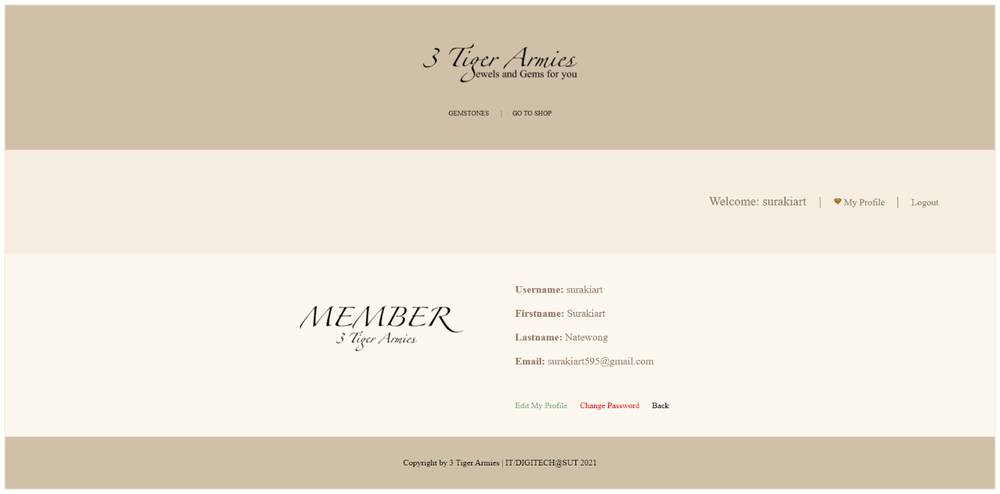 3 Tiger Armies
Jewels and Gems for you
GEMSTONES | GO TO SHOP
Welcome: surakiart | My Profile | Logout
MEMBER
3 Tiger Armies
Username: surakiart
Firstname: Surakiart
Lastname: Natewong
Email: surakiart595@gmail.com
Edit My Profile Change Password Back
Copyright by 3 Tiger Armies | IT/DIGITECH@SUT 2021